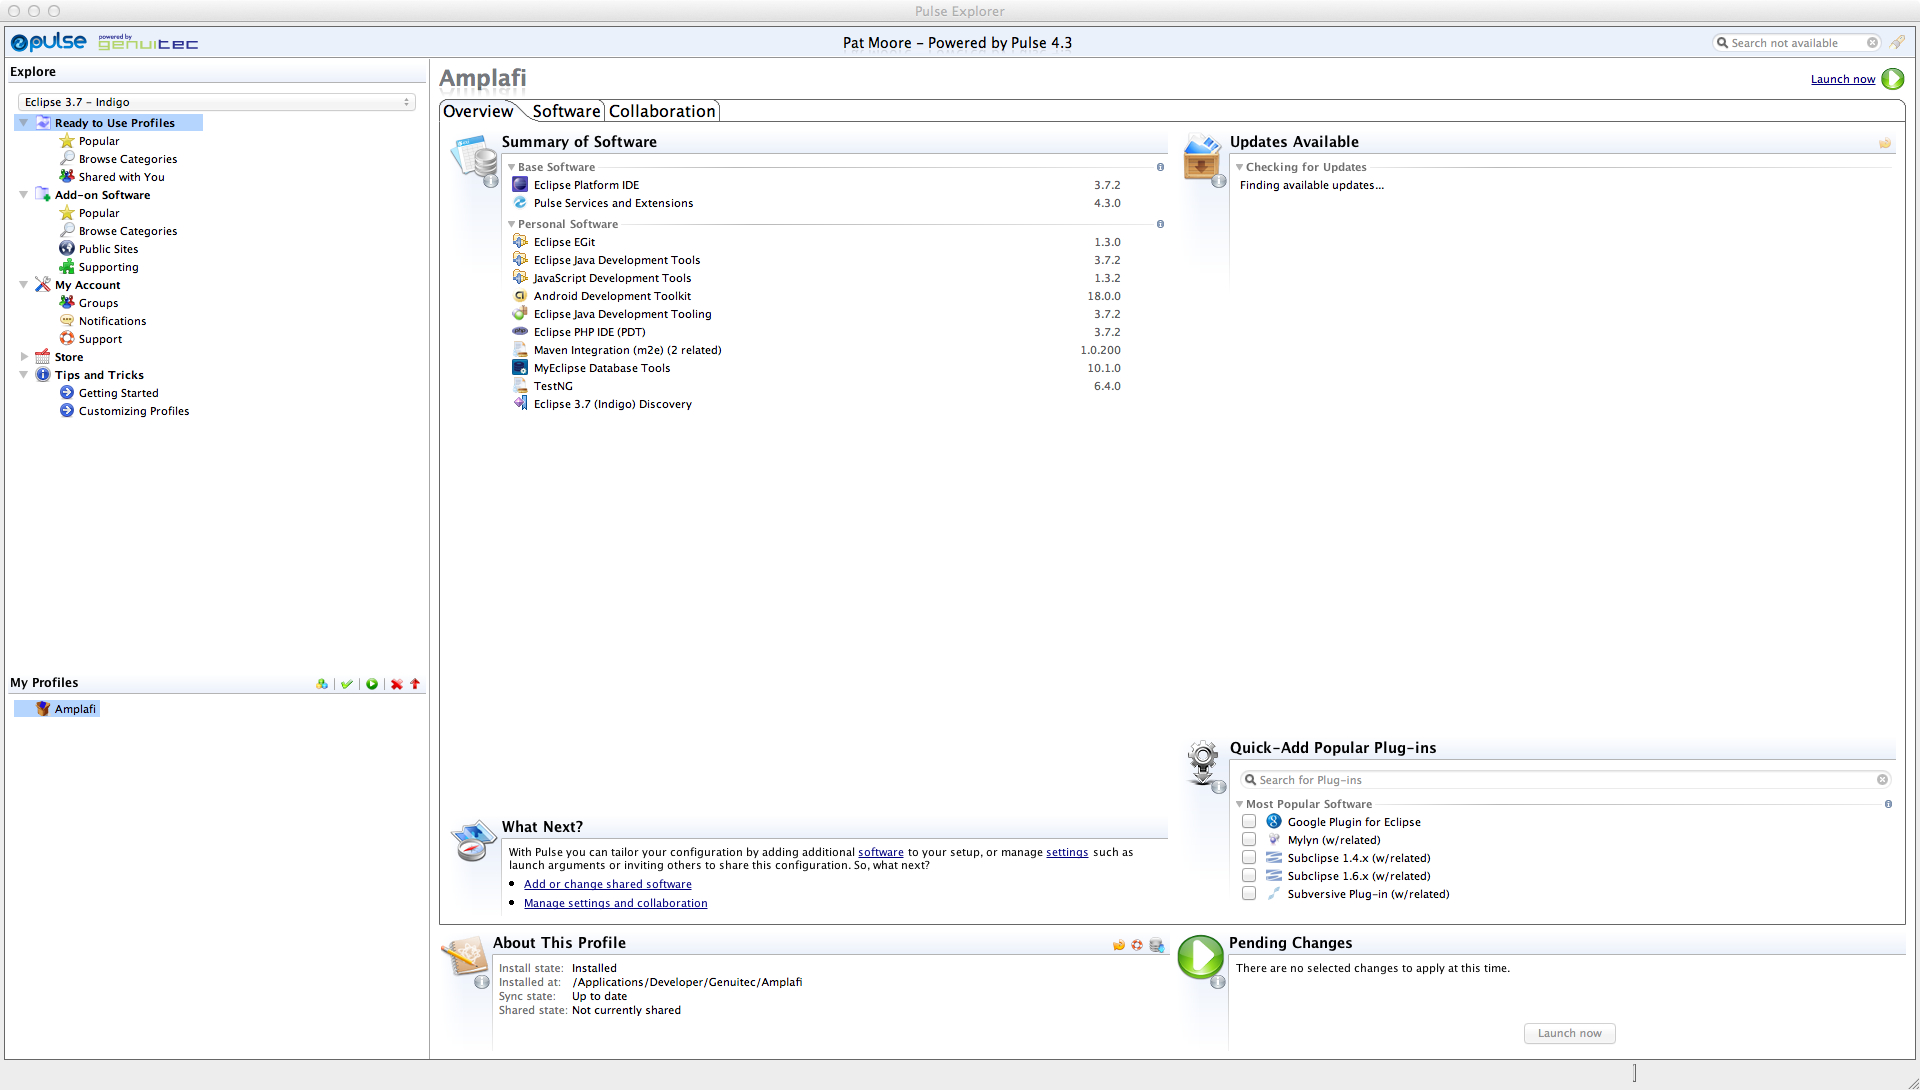 Pulse Explorer
pulse powered by genuitec
Pat Moore – Powered by Pulse 4.3
Search not available
Explore
Eclipse 3.7 – Indigo
Ready to Use Profiles
Popular
Browse Categories
Shared with You
Add-on Software
Popular
Browse Categories
Public Sites
Supporting
My Account
Groups
Notifications
Support
Store
Tips and Tricks
Getting Started
Customizing Profiles
My Profiles
Amplafi
Amplafi
Launch now
Overview Software Collaboration
Summary of Software
Base Software
Eclipse Platform IDE 3.7.2
Pulse Services and Extensions 4.3.0
Personal Software
Eclipse EGit 1.3.0
Eclipse Java Development Tools 3.7.2
JavaScript Development Tools 1.3.2
Android Development Toolkit 18.0.0
Eclipse Java Development Tooling 3.7.2
php Eclipse PHP IDE (PDT) 3.7.2
Maven Integration (m2e) (2 related) 1.0.200
MyEclipse Database Tools 10.1.0
TestNG 6.4.0
Eclipse 3.7 (Indigo) Discovery
Updates Available
Checking for Updates
Finding available updates...
What Next?
With Pulse you can tailor your configuration by adding additional software to your setup, or manage settings such as
launch arguments or inviting others to share this configuration. So, what next?
• Add or change shared software
• Manage settings and collaboration
Quick-Add Popular Plug-ins
Search for Plug-ins
Most Popular Software
Google Plugin for Eclipse
Mylyn (w/related)
Subclipse 1.4.x (w/related)
Subclipse 1.6.x (w/related)
Subversive Plug-in (w/related)
About This Profile
Install state: Installed
Installed at: /Applications/Developer/Genuitec/Amplafi
Sync state: Up to date
Shared state: Not currently shared
Pending Changes
There are no selected changes to apply at this time.
Launch now